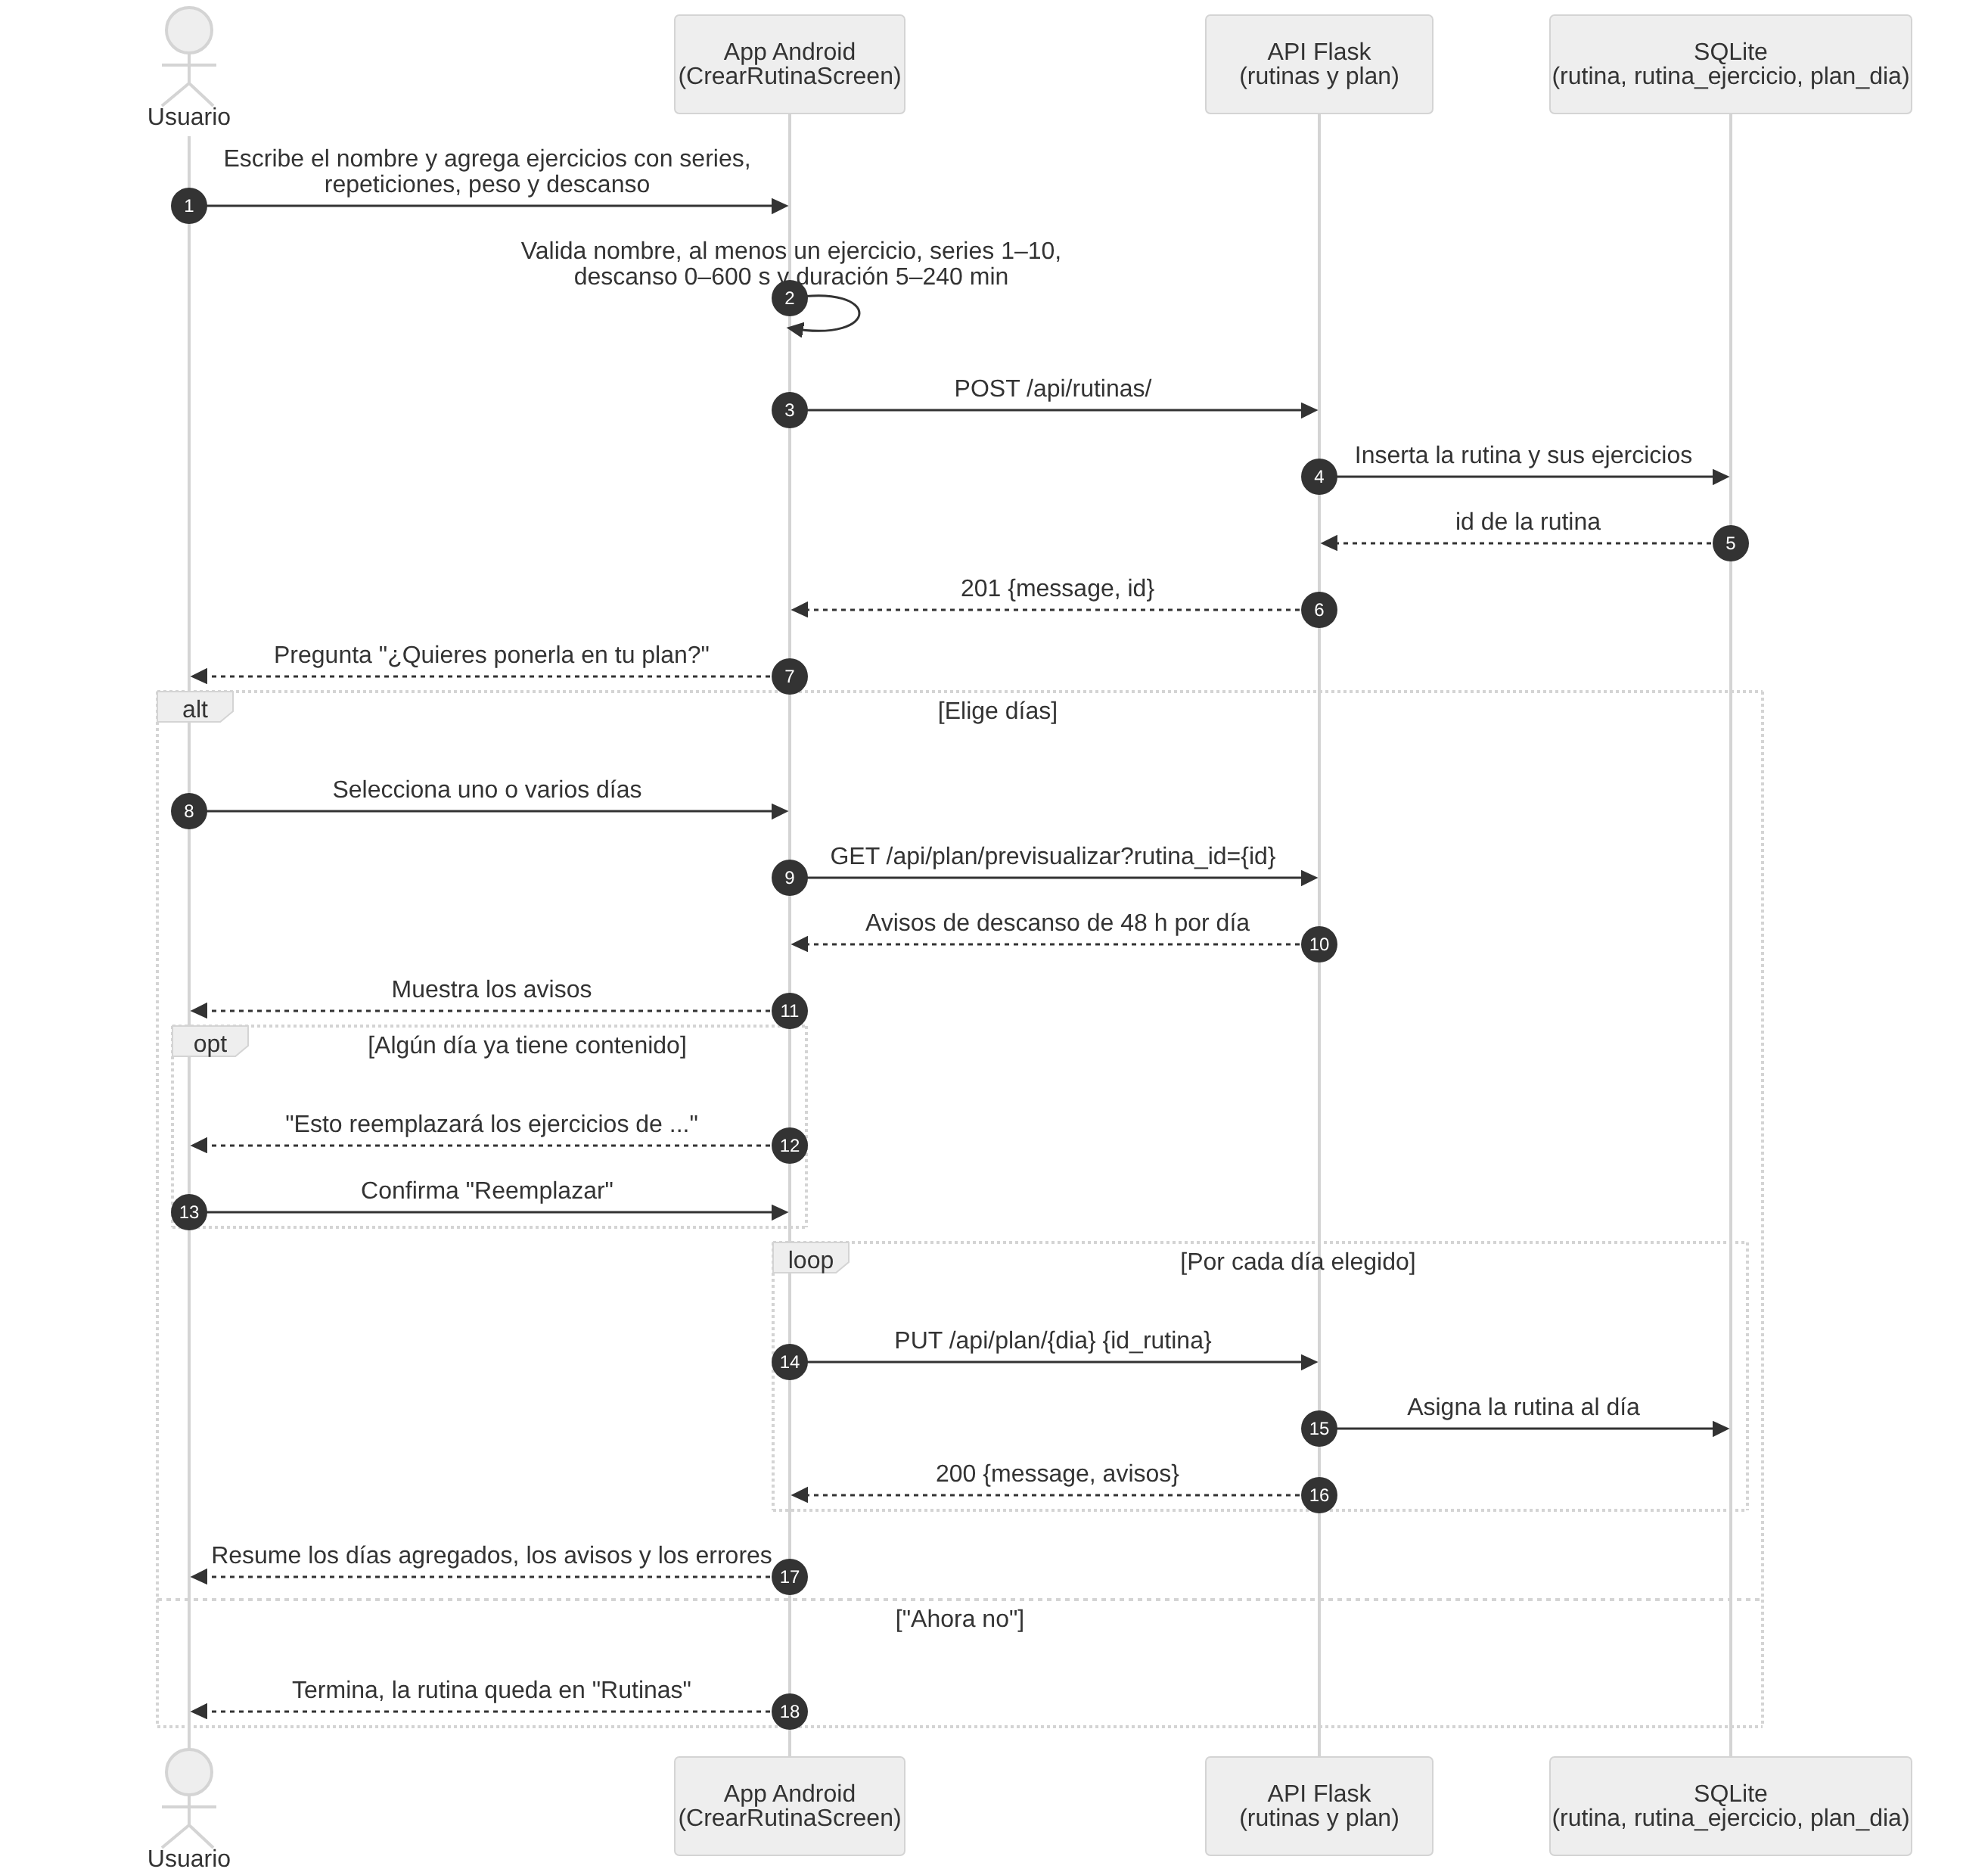 App Android
(CrearRutinaScreen)
API Flask
(rutinas y plan)
SQLite
(rutina, rutina_ejercicio, plan_dia)
Usuario
Escribe el nombre y agrega ejercicios con series,
repeticiones, peso y descanso
1
Valida nombre, al menos un ejercicio, series 1–10,
descanso 0–600 s y duración 5–240 min
2
POST /api/rutinas/
3
Inserta la rutina y sus ejercicios
4
id de la rutina
5
201 {message, id}
6
Pregunta "¿Quieres ponerla en tu plan?"
7
alt
[Elige días]
Selecciona uno o varios días
8
GET /api/plan/previsualizar?rutina_id={id}
9
Avisos de descanso de 48 h por día
10
Muestra los avisos
11
opt
[Algún día ya tiene contenido]
"Esto reemplazará los ejercicios de ..."
12
Confirma "Reemplazar"
13
loop
[Por cada día elegido]
PUT /api/plan/{dia} {id_rutina}
14
Asigna la rutina al día
15
200 {message, avisos}
16
Resume los días agregados, los avisos y los errores
17
["Ahora no"]
Termina, la rutina queda en "Rutinas"
18
App Android
(CrearRutinaScreen)
API Flask
(rutinas y plan)
SQLite
(rutina, rutina_ejercicio, plan_dia)
Usuario